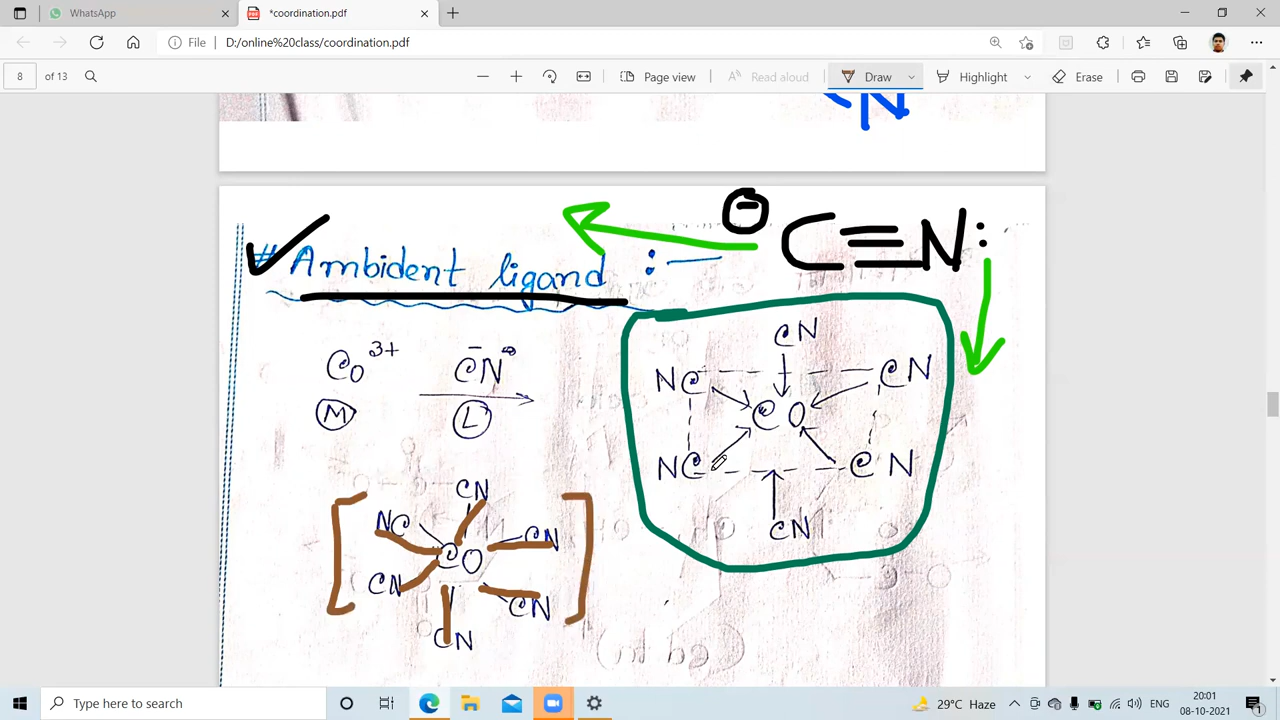 WhatsApp
*coordination.pdf
File
D:/online%20class/coordination.pdf
8 of 13
Page view
Read aloud
Draw
Highlight
Erase
N
⊖ C≡N:
# Ambident ligand :—
CO³⁺
CN⁻
M
L
CN
NC
CN
CO
NC
CN
CN
CN
NC
CN
CO
CN
CN
CN
Type here to search
29°C Haze
ENG
20:01
08-10-2021
1